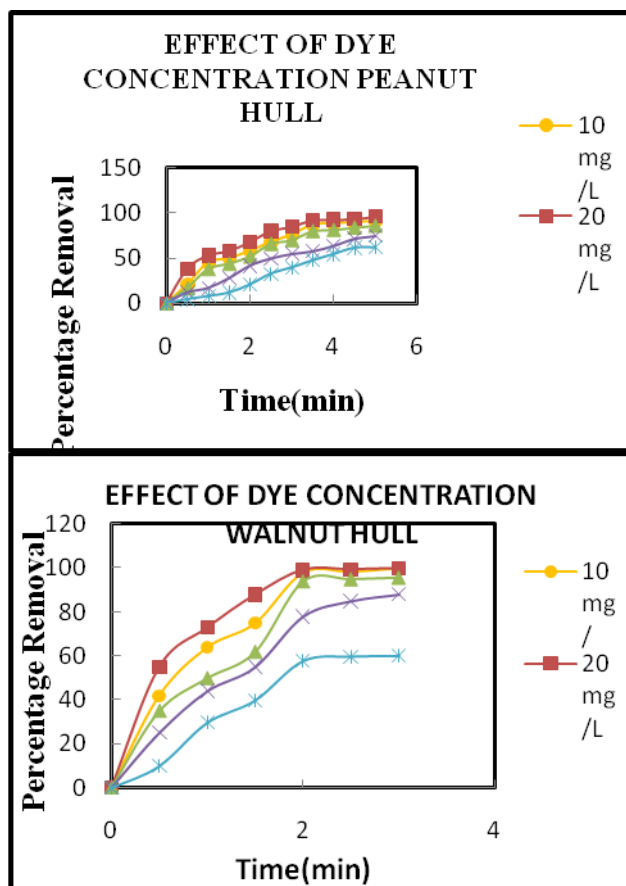 EFFECT OF DYE
CONCENTRATION PEANUT
HULL
Percentage Removal
150
100
50
0
0 2 4 6
Time(min)
10
mg
/L
20
mg
/L
EFFECT OF DYE CONCENTRATION
WALNUT HULL
Percentage Removal
120
100
80
60
40
20
0
0 2 4
Time(min)
10
mg
/
20
mg
/L